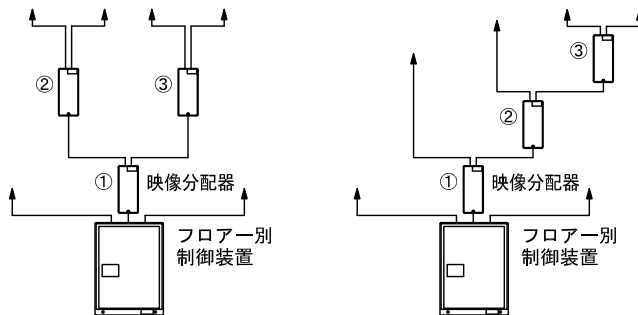 ② ③
① 映像分配器
フロアー別
制御装置
③
②
① 映像分配器
フロアー別
制御装置